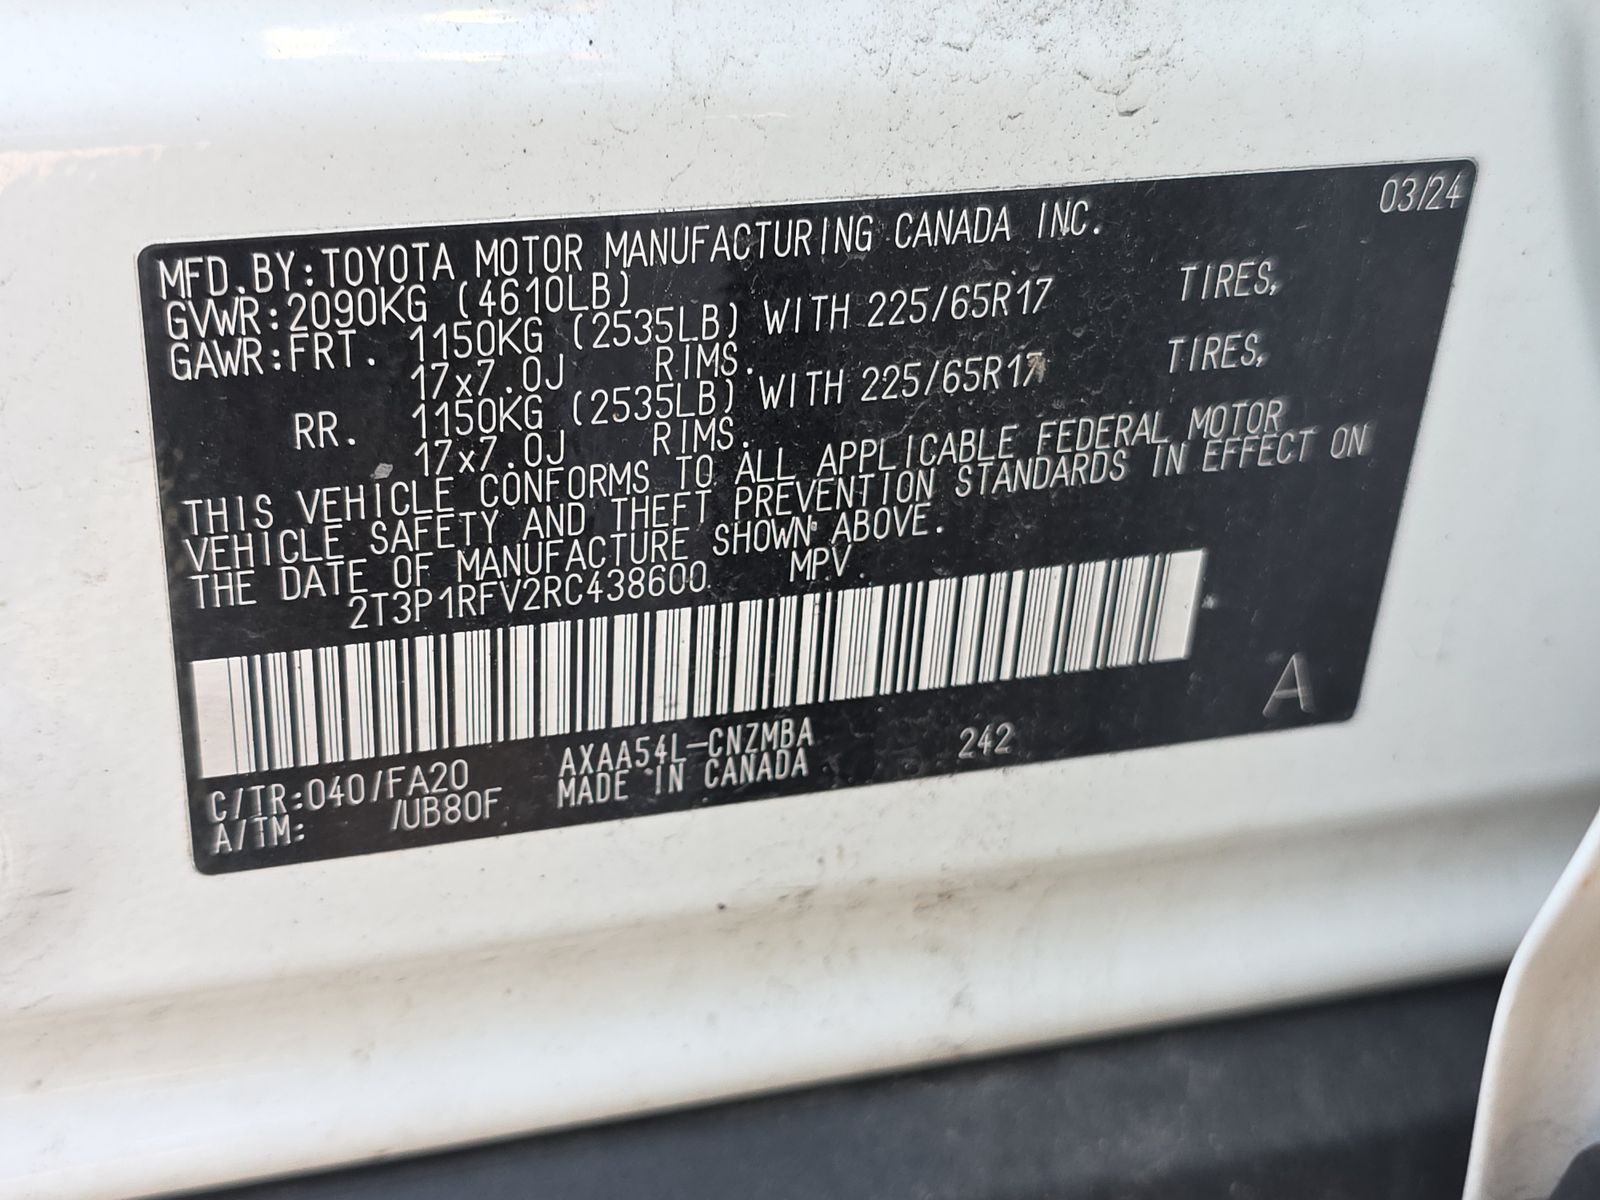 03/24
MFD.BY:TOYOTA MOTOR MANUFACTURING CANADA INC.
GVWR:2090KG (4610LB)
GAWR:FRT. 1150KG (2535LB) WITH 225/65R17 TIRES,
17x7.0J RIMS.
RR. 1150KG (2535LB) WITH 225/65R17 TIRES,
17x7.0J RIMS.
THIS VEHICLE CONFORMS TO ALL APPLICABLE FEDERAL MOTOR
VEHICLE SAFETY AND THEFT PREVENTION STANDARDS IN EFFECT ON
THE DATE OF MANUFACTURE SHOWN ABOVE.
2T3P1RFV2RC438600 MPV
A
C/TR:040/FA20 AXAA54L-CNZMBA 242
A/TM: /UB80F MADE IN CANADA